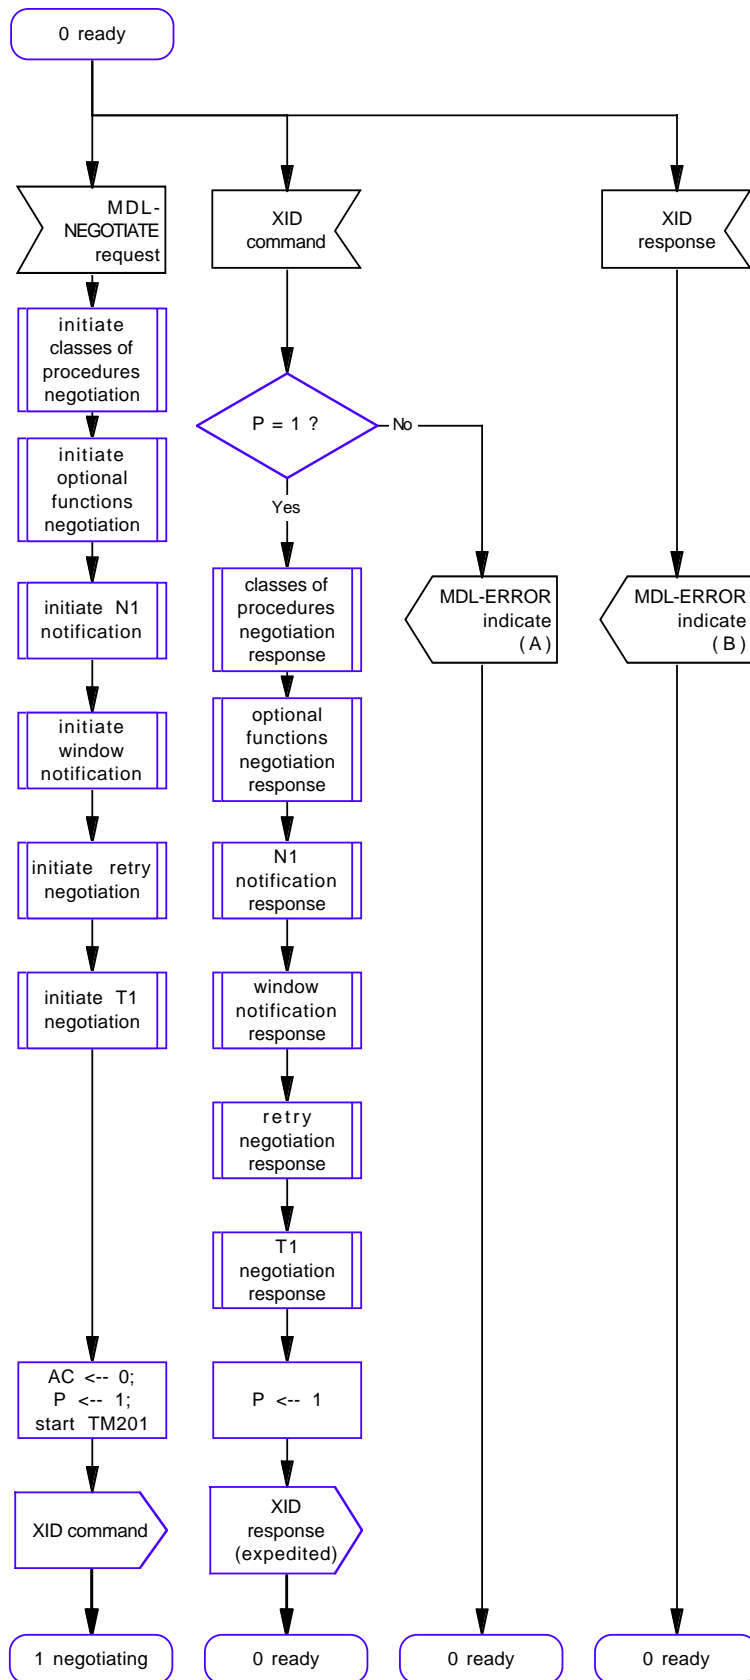 0 ready
MDL-
NEGOTIATE
request
initiate
classes of
procedures
negotiation
initiate
optional
functions
negotiation
initiate N1
notification
initiate
window
notification
initiate retry
negotiation
initiate T1
negotiation
AC <-- 0;
P <-- 1;
start TM201
XID command
1 negotiating
XID
command
P = 1 ?
No
Yes
classes of
procedures
negotiation
response
optional
functions
negotiation
response
N1
notification
response
window
notification
response
retry
negotiation
response
T1
negotiation
response
P <-- 1
XID
response
(expedited)
0 ready
MDL-ERROR
indicate
(A)
0 ready
XID
response
MDL-ERROR
indicate
(B)
0 ready